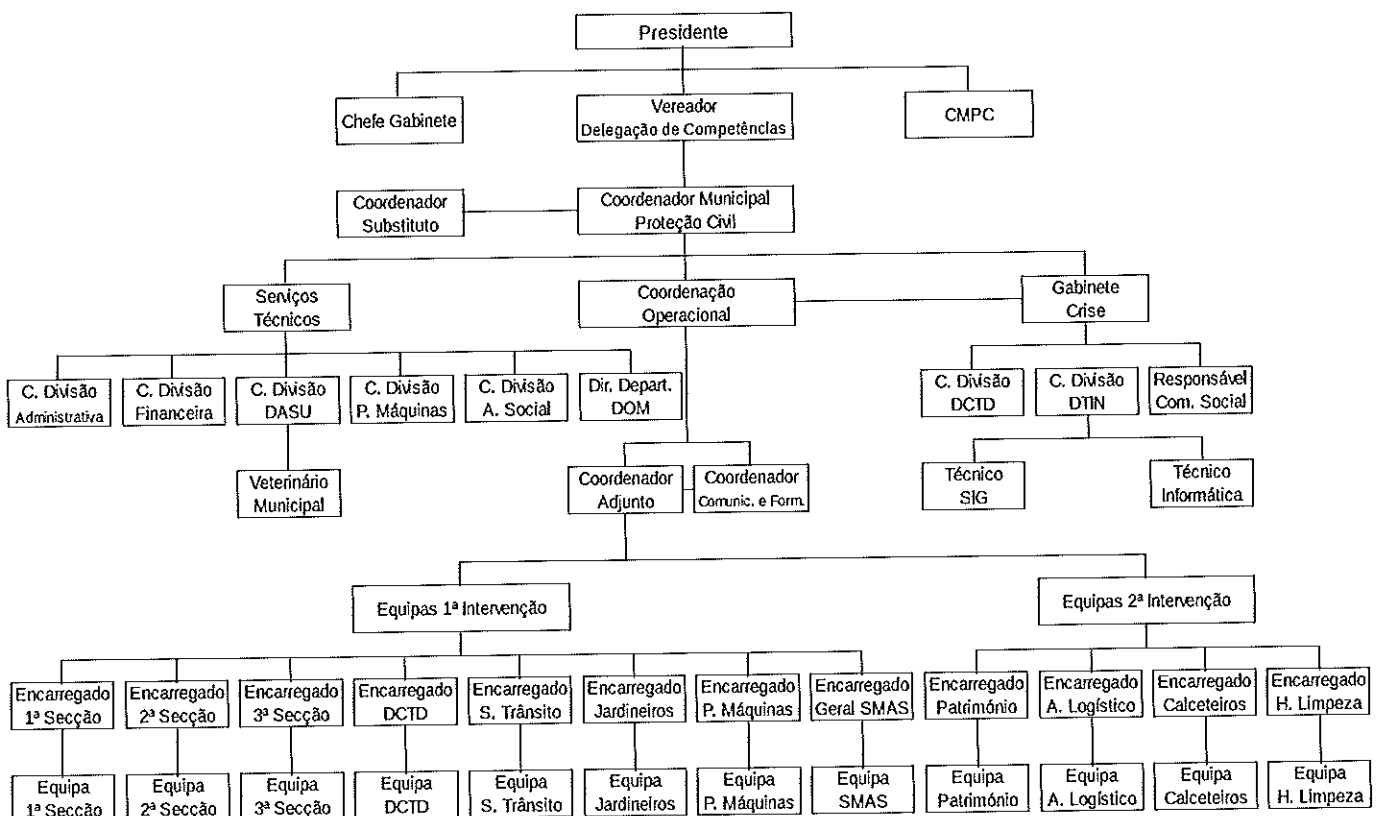 Presidente
Chefe Gabinete
Vereador
Delegação de Competências
CMPC
Coordenador
Substituto
Coordenador Municipal
Proteção Civil
Serviços
Técnicos
Coordenação
Operacional
Gabinete
Crise
C. Divisão
Administrativa
C. Divisão
Financeira
C. Divisão
DASU
C. Divisão
P. Máquinas
C. Divisão
A. Social
Dir. Depart.
DOM
C. Divisão
DCTD
C. Divisão
DTIN
Responsável
Com. Social
Veterinário
Municipal
Coordenador
Adjunto
Coordenador
Comunic. e Form.
Técnico
SIG
Técnico
Informática
Equipas 1ª Intervenção
Equipas 2ª Intervenção
Encarregado
1ª Secção
Encarregado
2ª Secção
Encarregado
3ª Secção
Encarregado
DCTD
Encarregado
S. Trânsito
Encarregado
Jardineiros
Encarregado
P. Máquinas
Encarregado
Geral SMAS
Encarregado
Património
Encarregado
A. Logístico
Encarregado
Calceteiros
Encarregado
H. Limpeza
Equipa
1ª Secção
Equipa
2ª Secção
Equipa
3ª Secção
Equipa
DCTD
Equipa
S. Trânsito
Equipa
Jardineiros
Equipa
P. Máquinas
Equipa
SMAS
Equipa
Património
Equipa
A. Logístico
Equipa
Calceteiros
Equipa
H. Limpeza